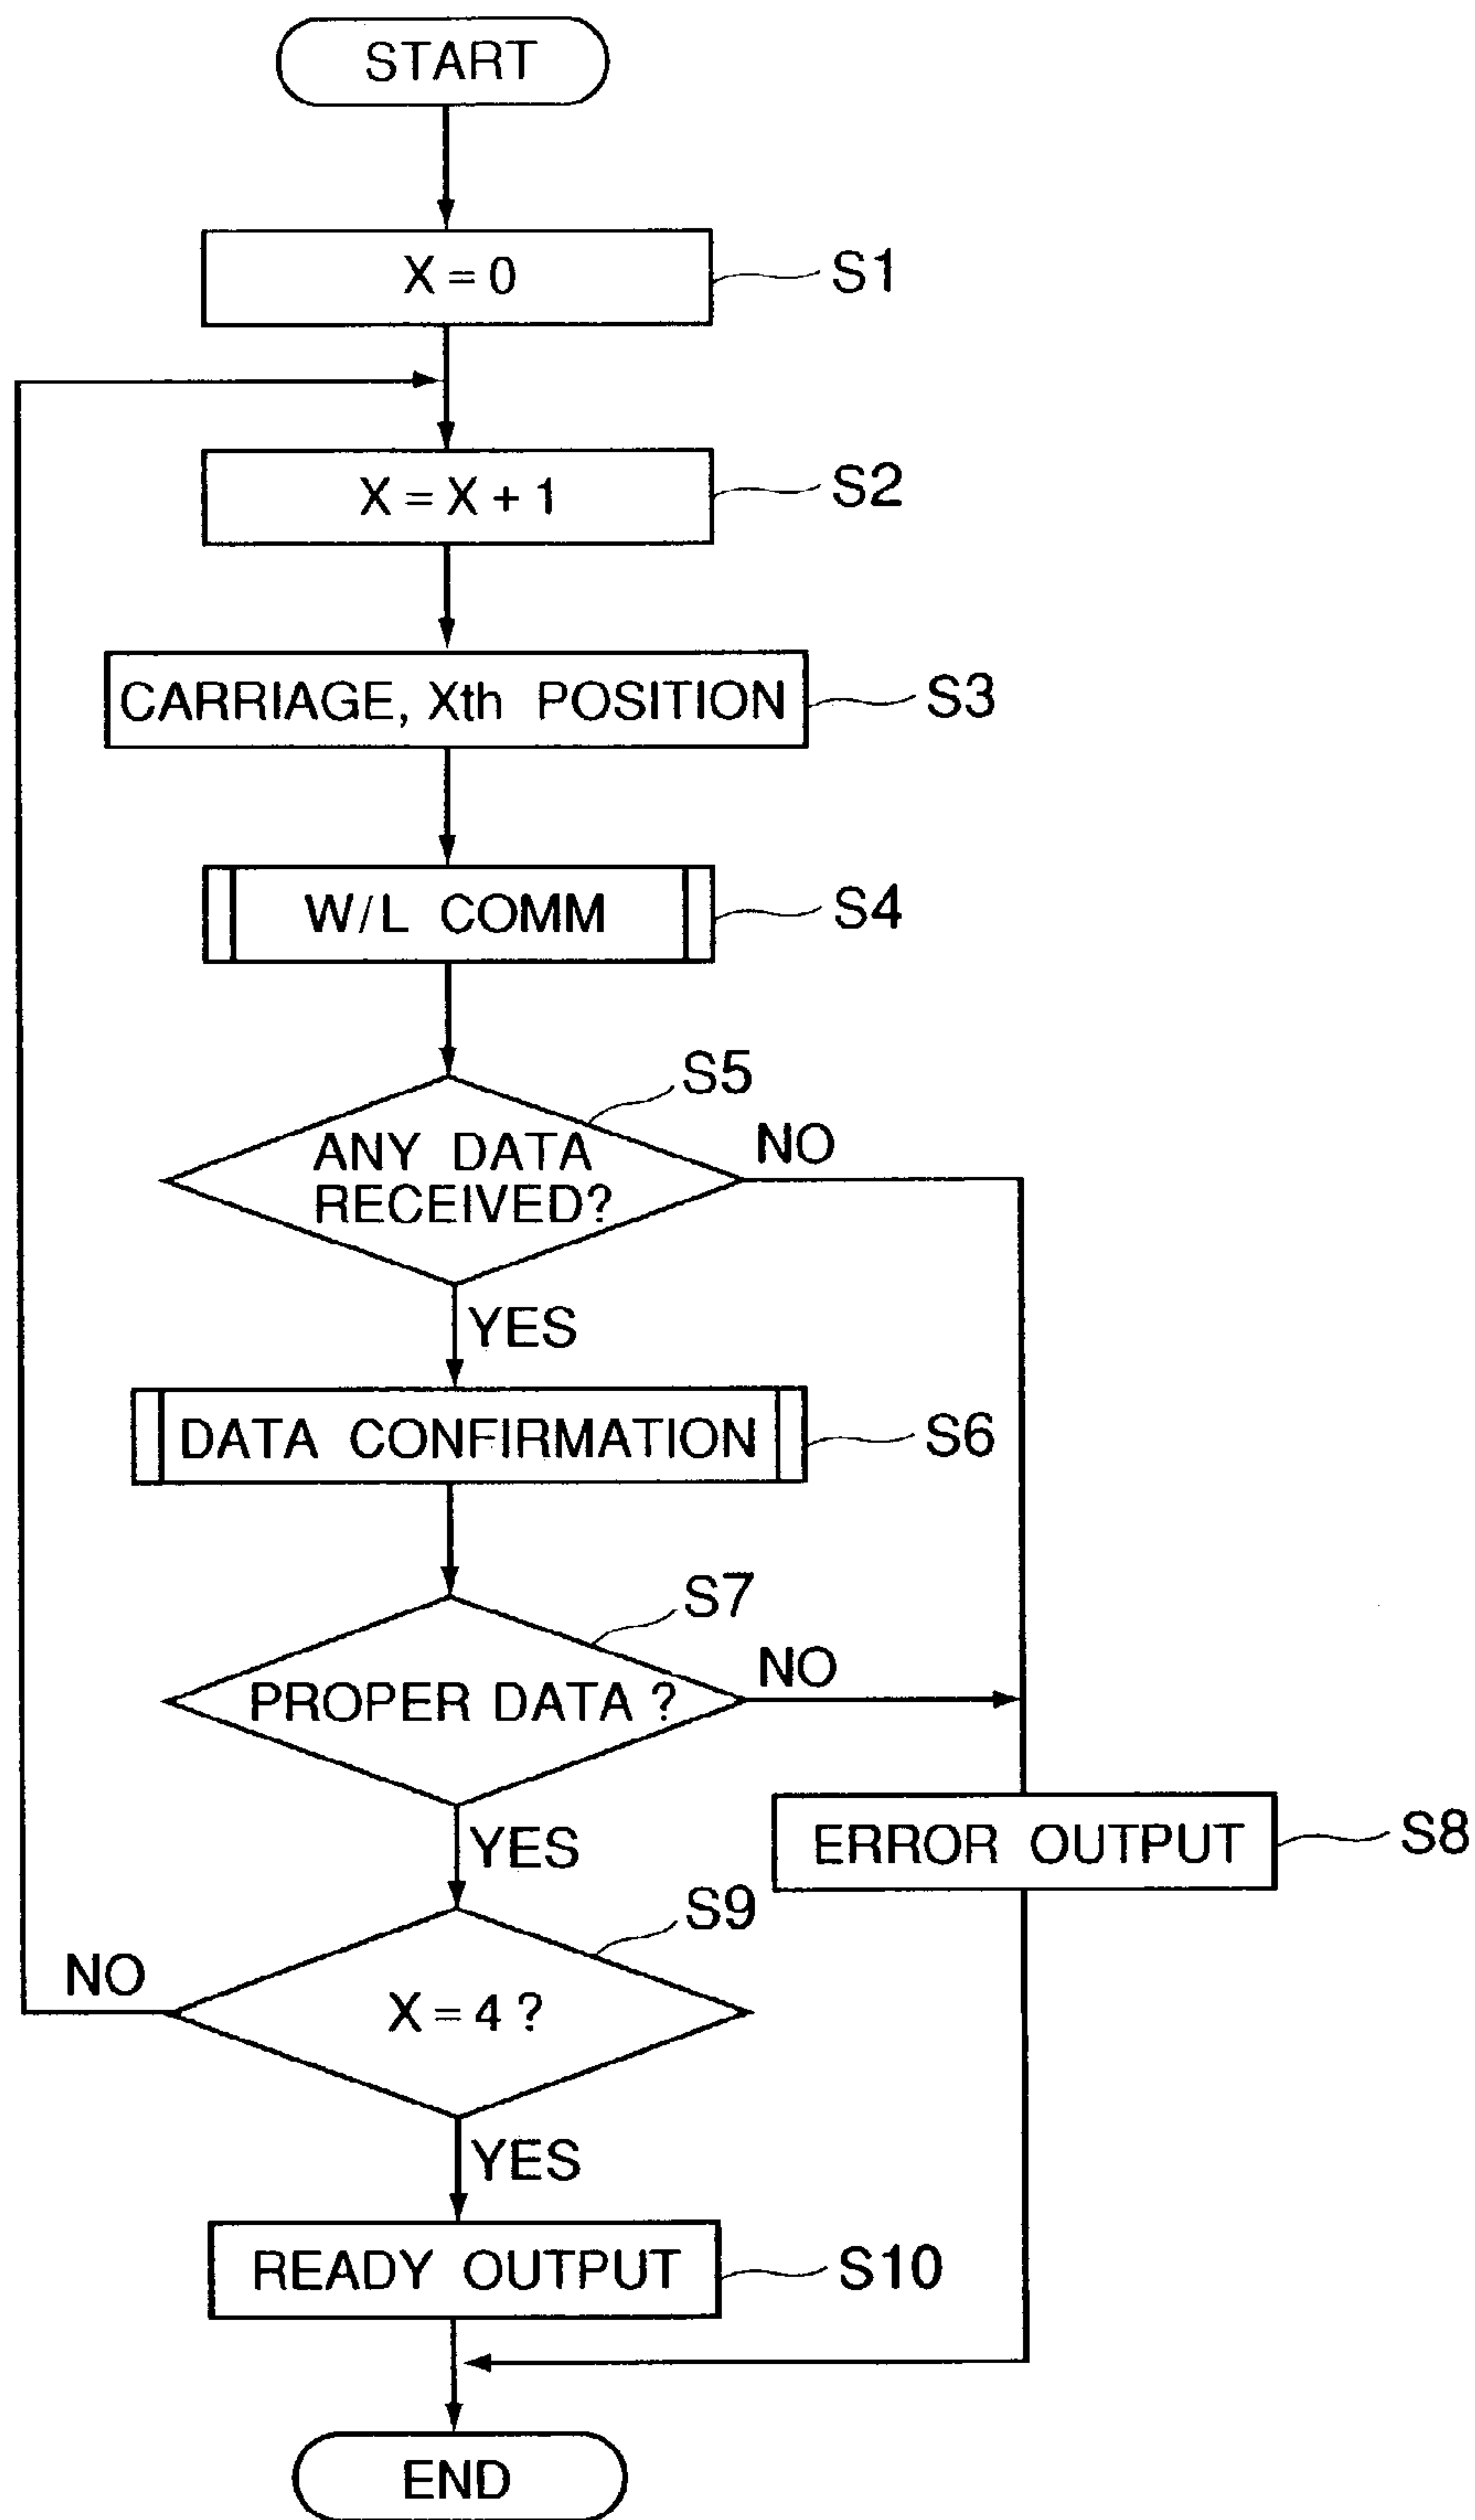 START
X = 0
S1
X = X + 1
S2
CARRIAGE, Xth POSITION
S3
W/L COMM
S4
S5
ANY DATA
RECEIVED?
NO
YES
DATA CONFIRMATION
S6
S7
PROPER DATA ?
NO
YES
ERROR OUTPUT
S8
S9
X = 4 ?
NO
YES
READY OUTPUT
S10
END